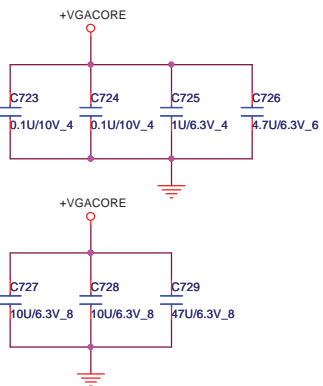 +VGACORE
C723 C724 C725 C726
0.1U/10V_4 0.1U/10V_4 1U/6.3V_4 4.7U/6.3V_6
+VGACORE
C727 C728 C729
10U/6.3V_8 10U/6.3V_8 47U/6.3V_8